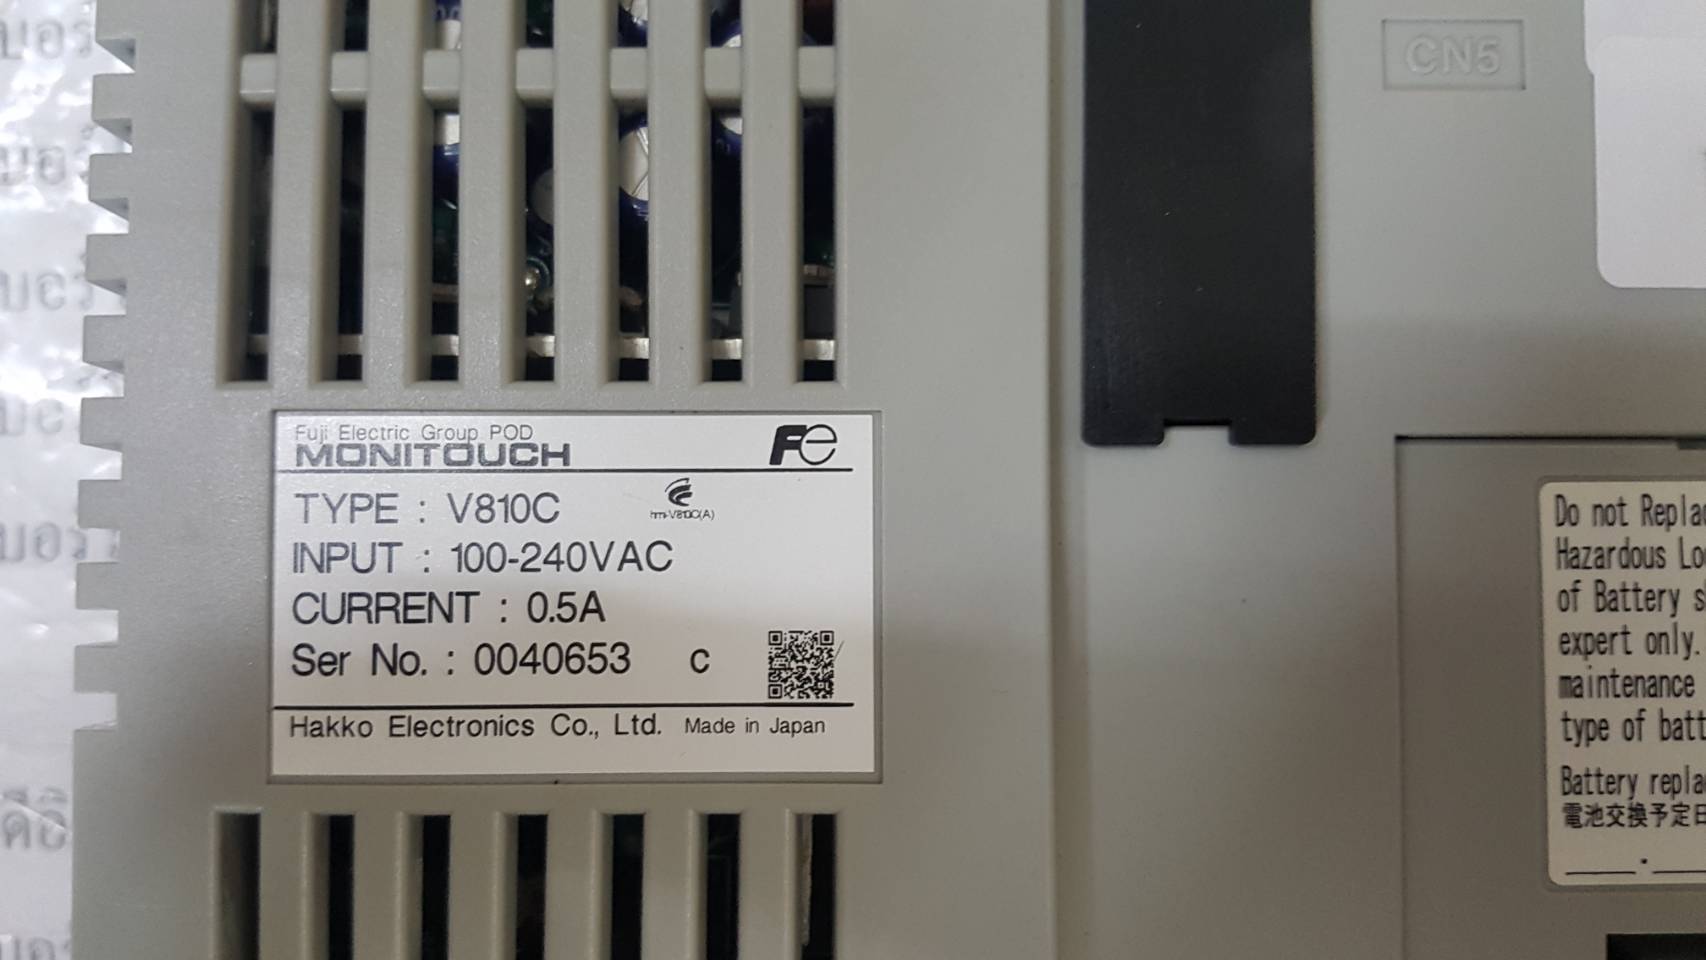 CN5
Fuji Electric Group POD
MONITOUCH
Fe
TYPE : V810C
hmi-V810C(A)
INPUT : 100-240VAC
CURRENT : 0.5A
Ser No. : 0040653 C
Hakko Electronics Co., Ltd. Made in Japan
Do not Replac
Hazardous Loc
of Battery s
expert only.
maintenance
type of batt
Battery repla
電池交換予定日